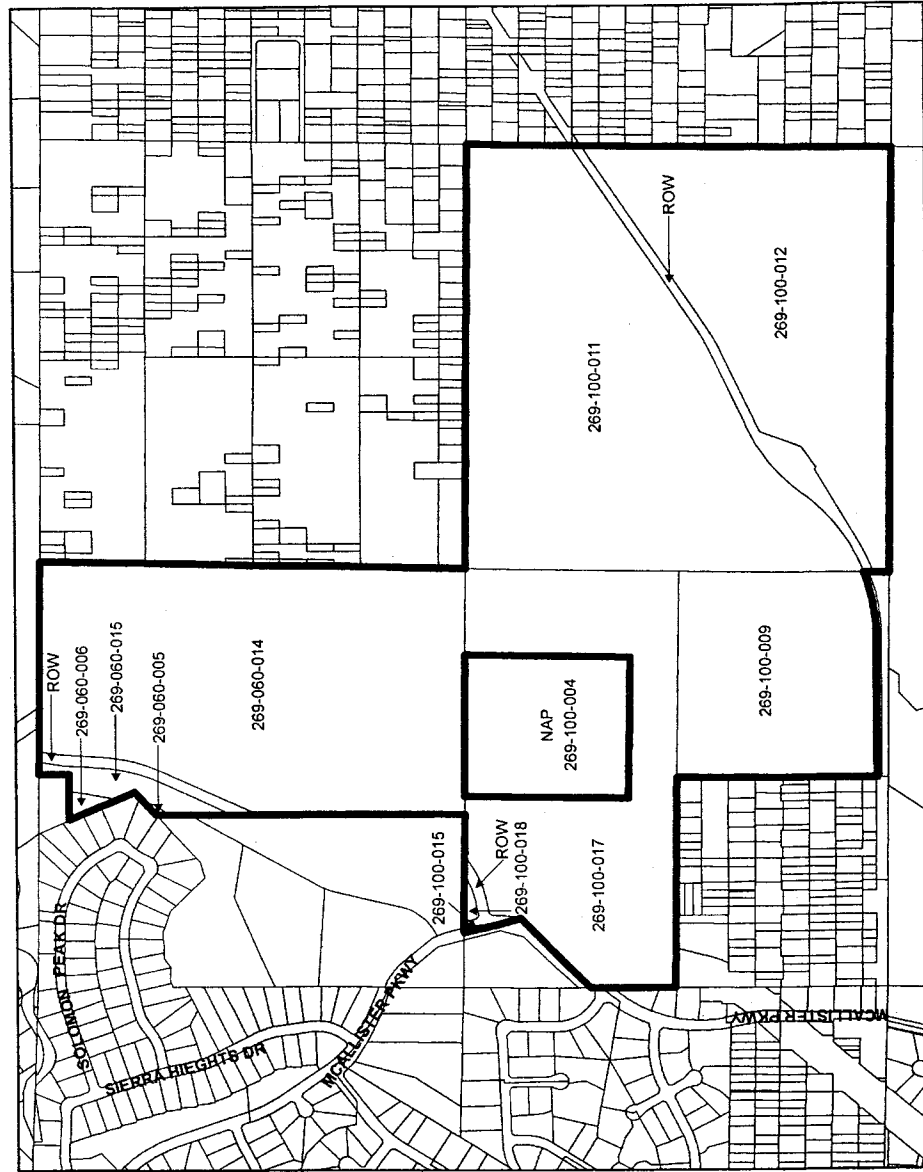 ROW
269-060-006
269-060-015
269-060-005
269-060-014
SOLOMON PEAK DR
SIERRA HIEGHTS DR
MCALLISTER PKWY
269-100-015
ROW
269-100-018
NAP
269-100-004
269-100-017
269-100-009
269-100-011
ROW
269-100-012
MCALLISTER PKWY